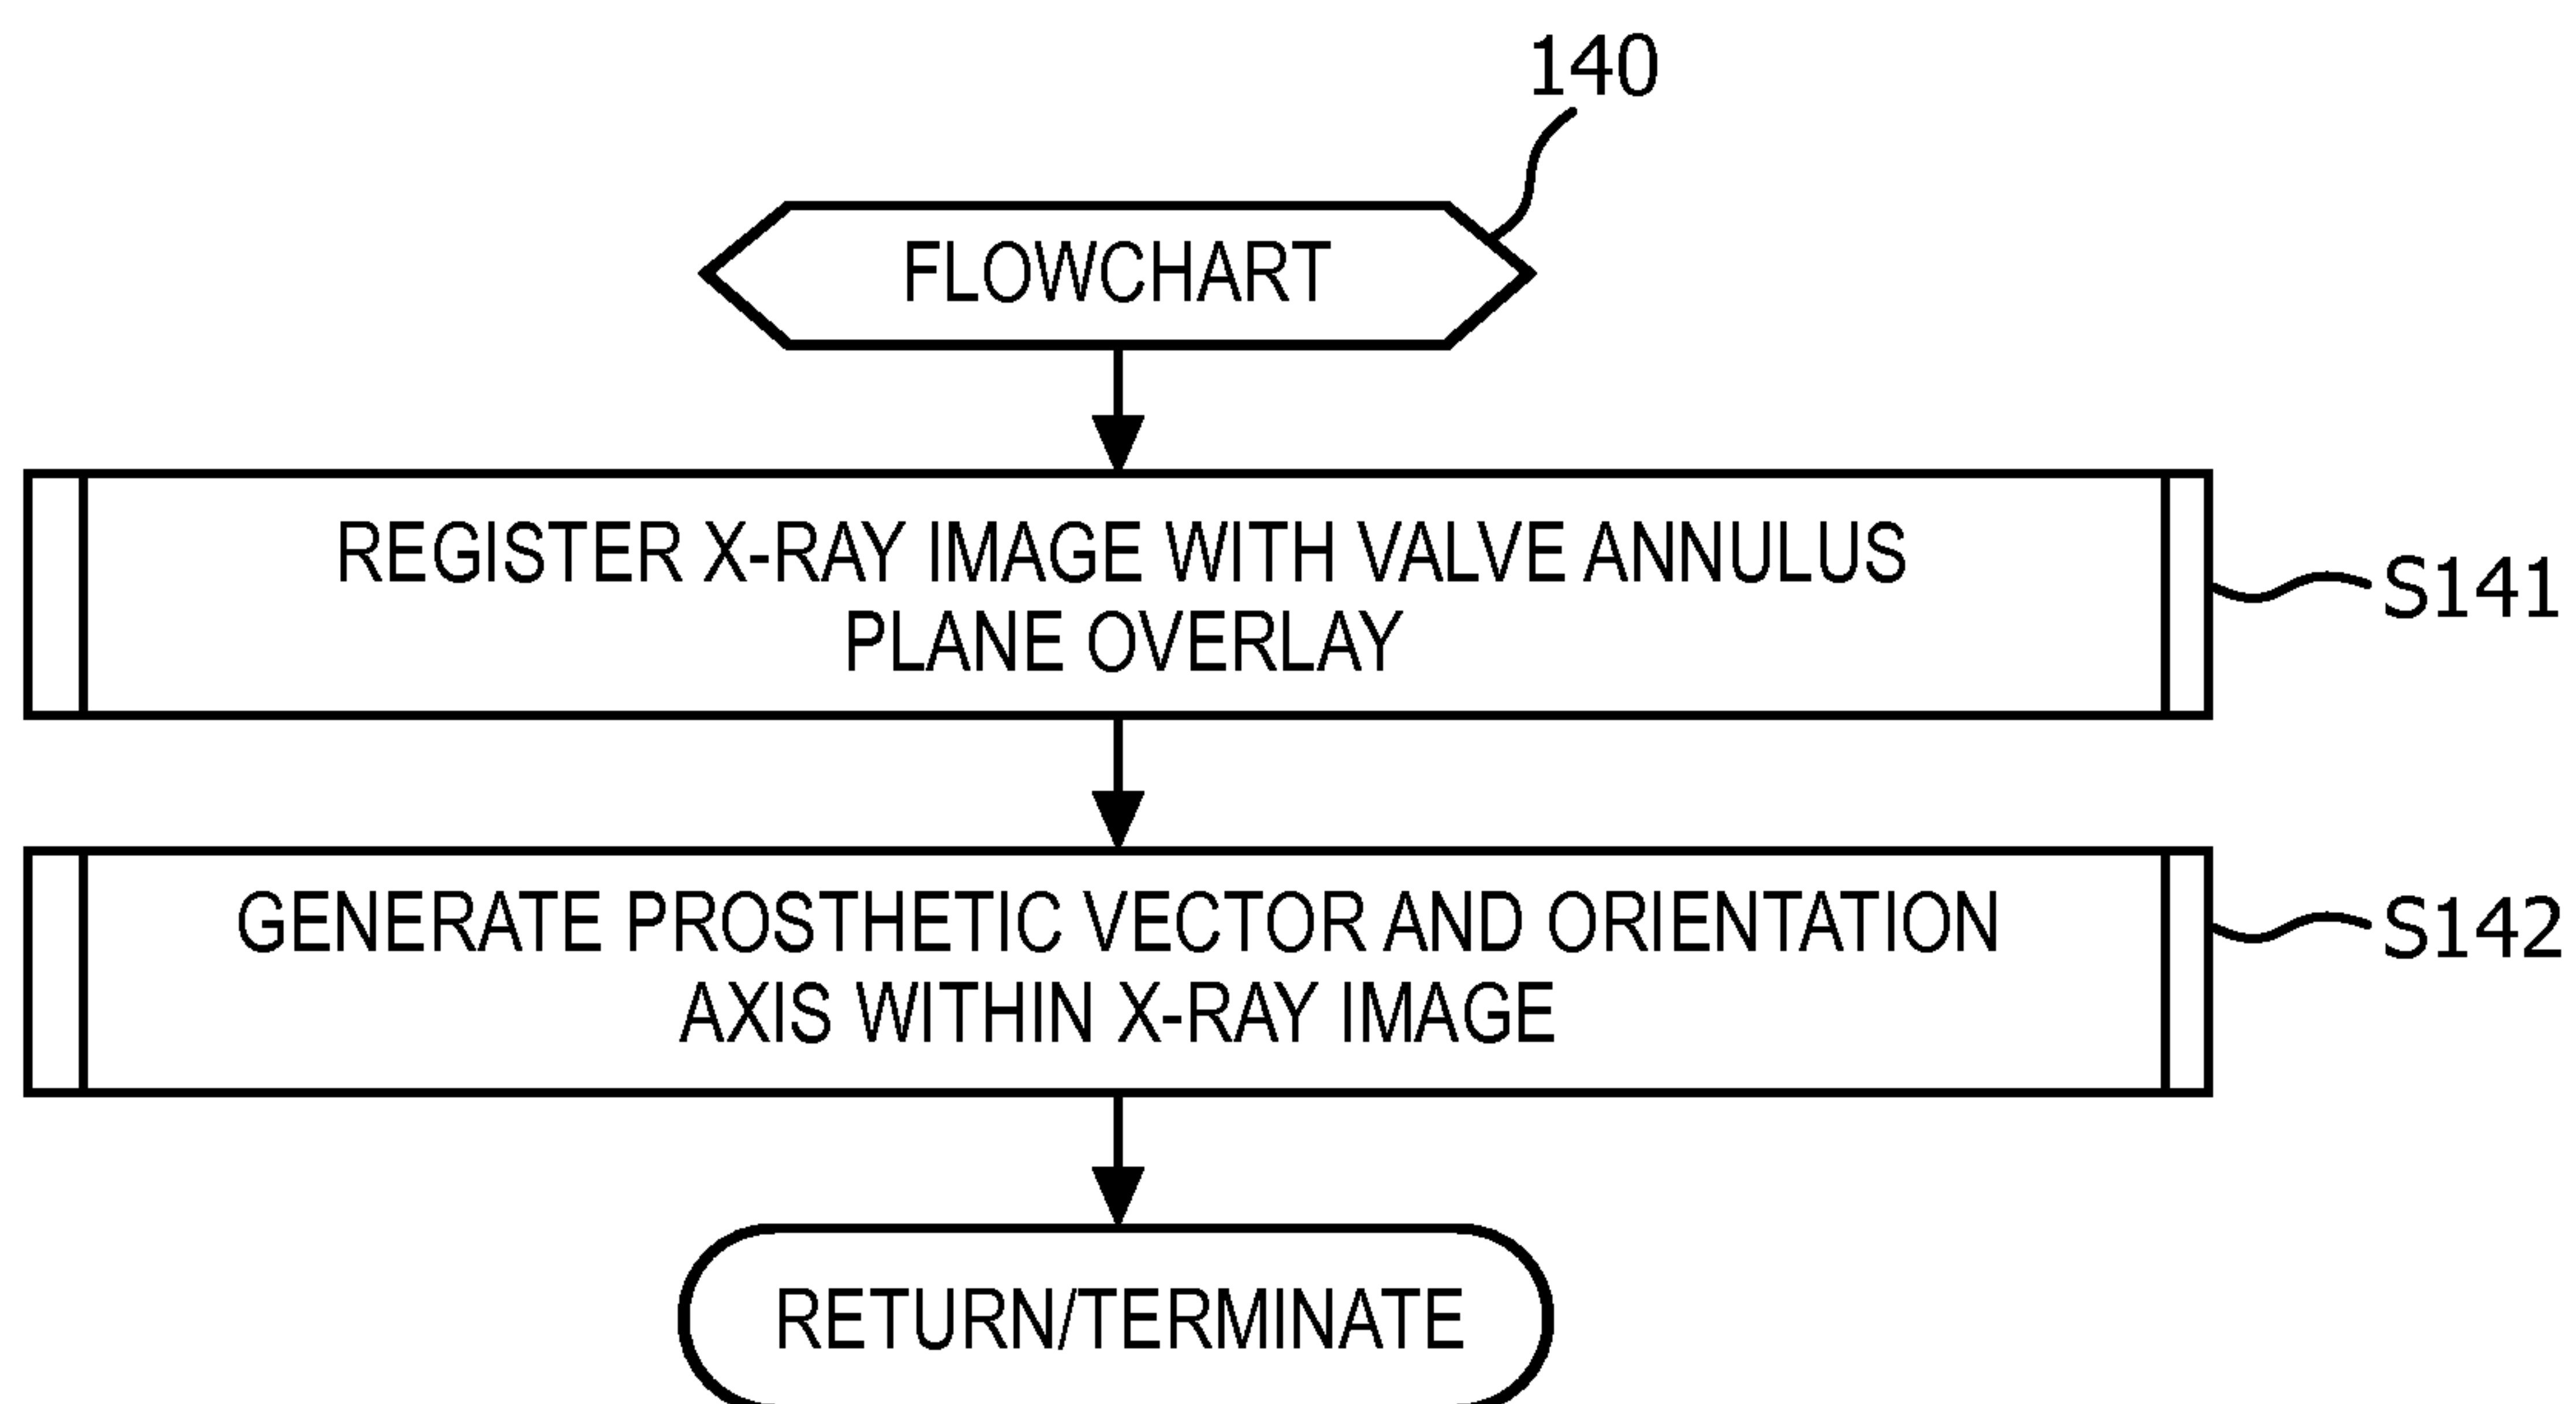 140
FLOWCHART
REGISTER X-RAY IMAGE WITH VALVE ANNULUS
PLANE OVERLAY
S141
GENERATE PROSTHETIC VECTOR AND ORIENTATION
AXIS WITHIN X-RAY IMAGE
S142
RETURN/TERMINATE